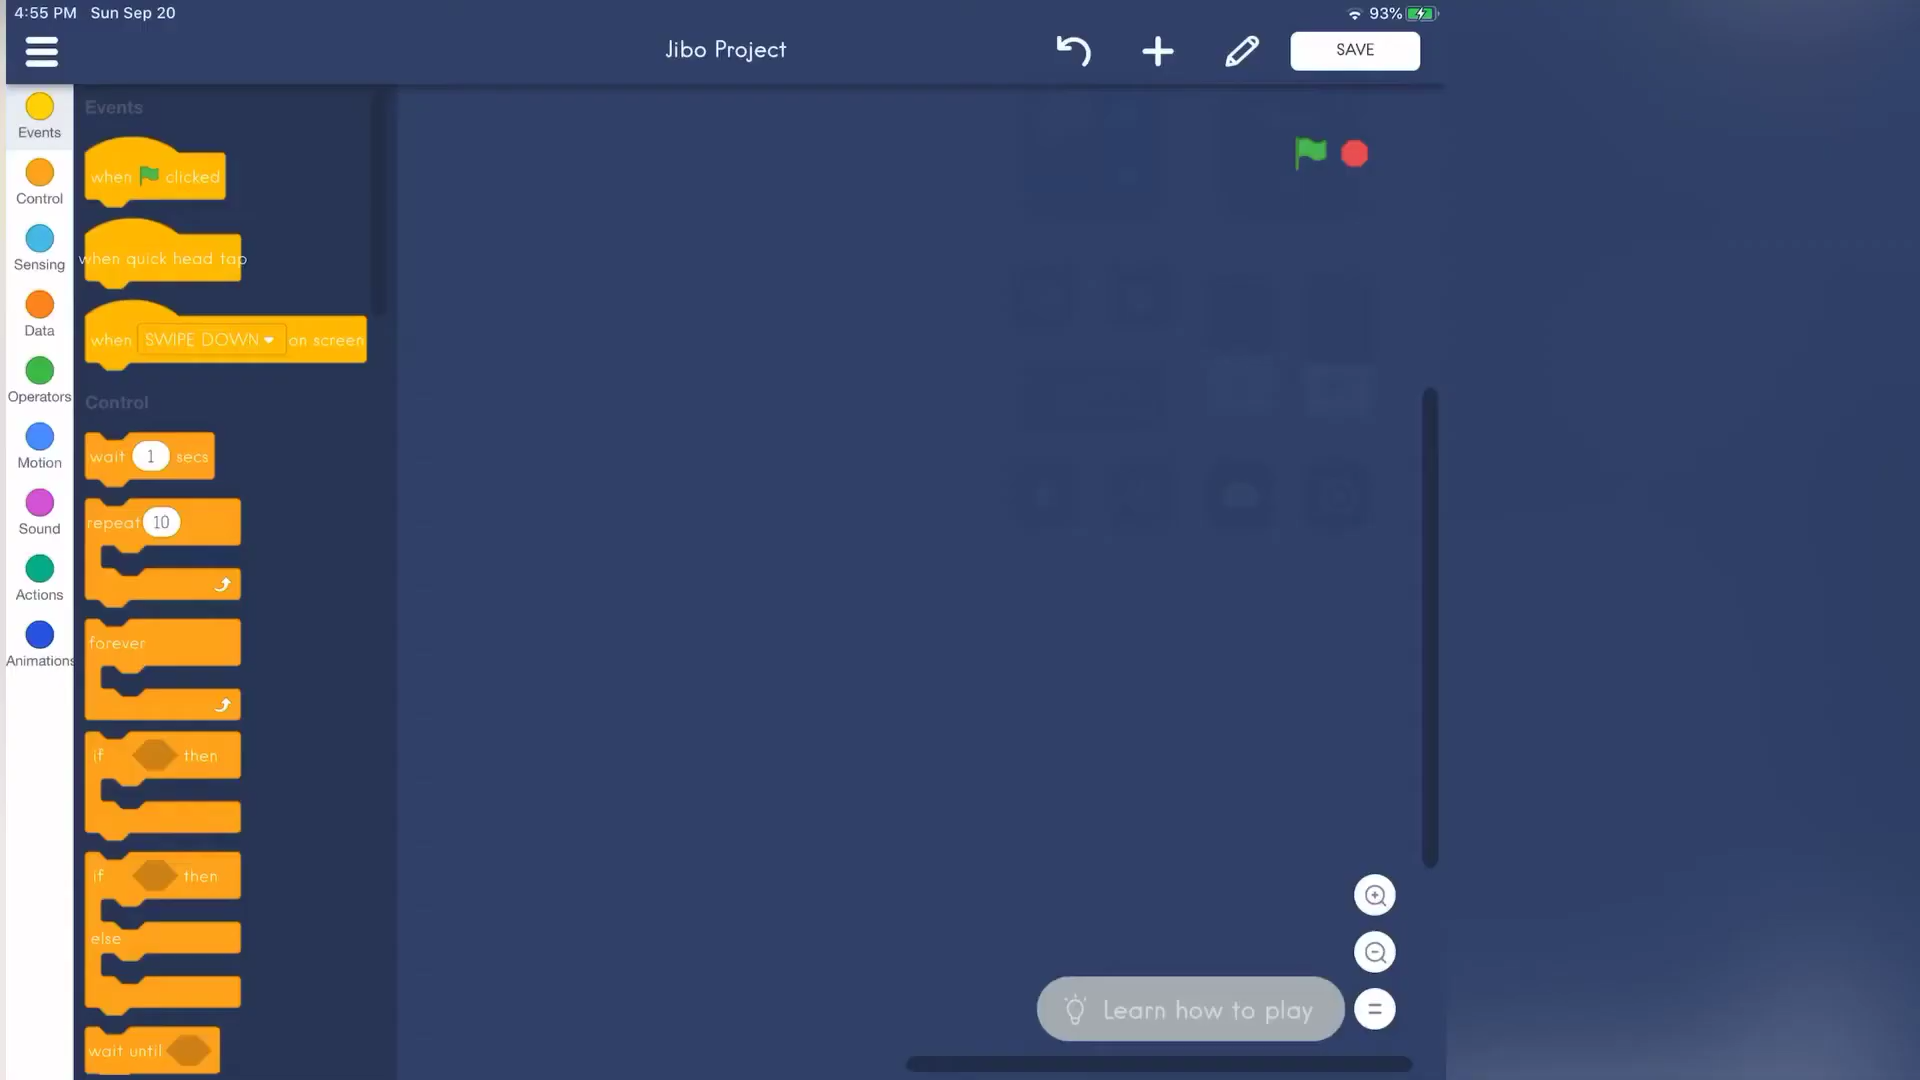 4:55 PM Sun Sep 20
93%
Jibo Project
SAVE
Events
Control
Sensing
Data
Operators
Motion
Sound
Actions
Animations
Events
when clicked
when quick head tap
when SWIPE DOWN on screen
Control
wait 1 secs
repeat 10
forever
if then
if then
else
wait until
Learn how to play